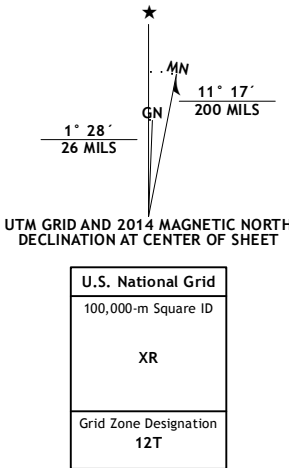 ★
MN
11° 17´
200 MILS
GN
1° 28´
26 MILS
UTM GRID AND 2014 MAGNETIC NORTH
DECLINATION AT CENTER OF SHEET
U.S. National Grid
100,000-m Square ID
XR
Grid Zone Designation
12T